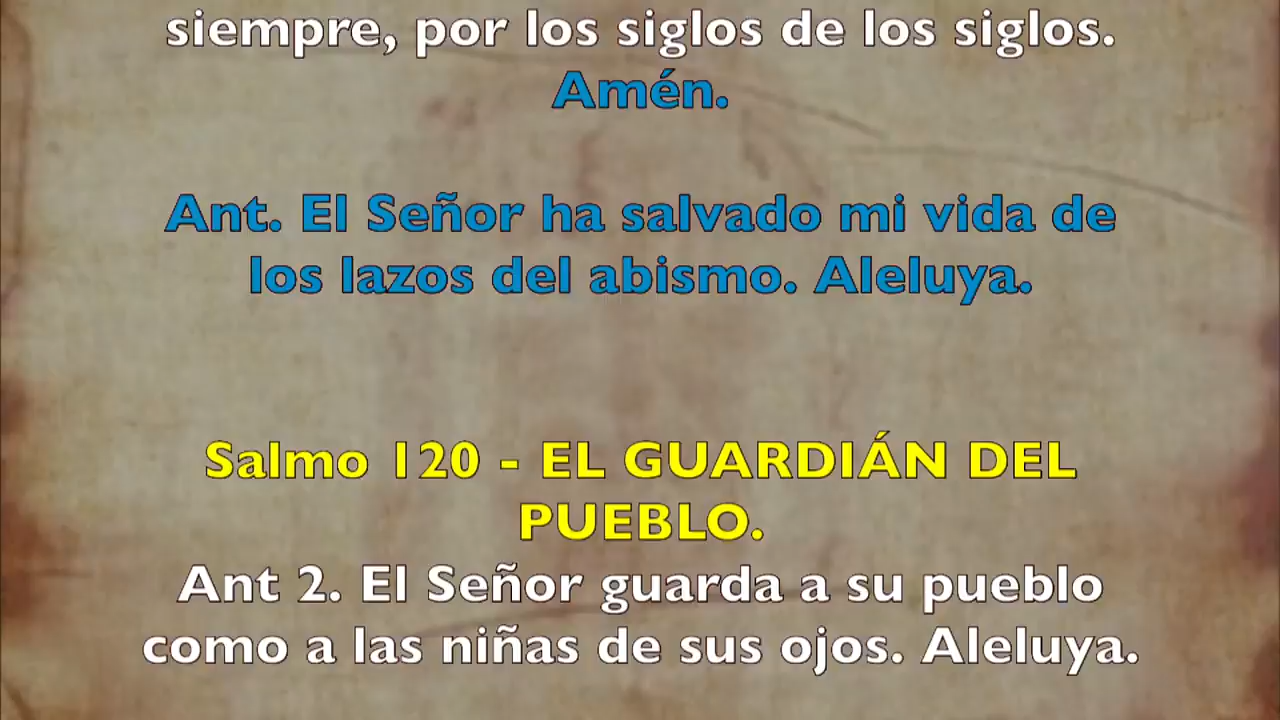 siempre, por los siglos de los siglos.
Amén.
Ant. El Señor ha salvado mi vida de
los lazos del abismo. Aleluya.
Salmo 120 - EL GUARDIÁN DEL
PUEBLO.
Ant 2. El Señor guarda a su pueblo
como a las niñas de sus ojos. Aleluya.